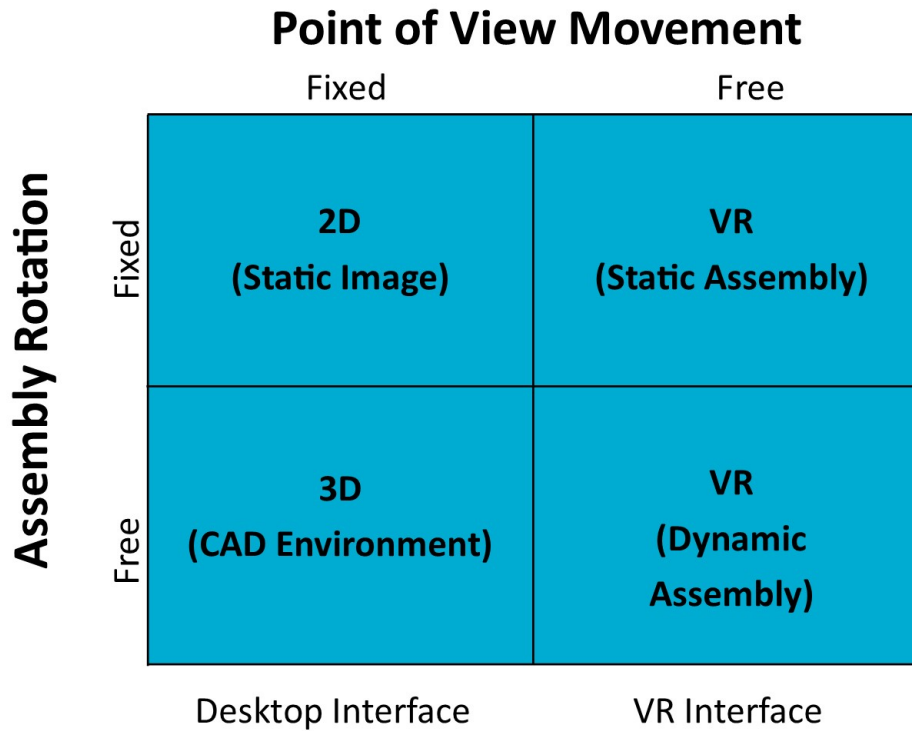 Point of View Movement
Fixed
Free
Assembly Rotation
Fixed
2D
(Static Image)
VR
(Static Assembly)
Free
3D
(CAD Environment)
VR
(Dynamic
Assembly)
Desktop Interface
VR Interface